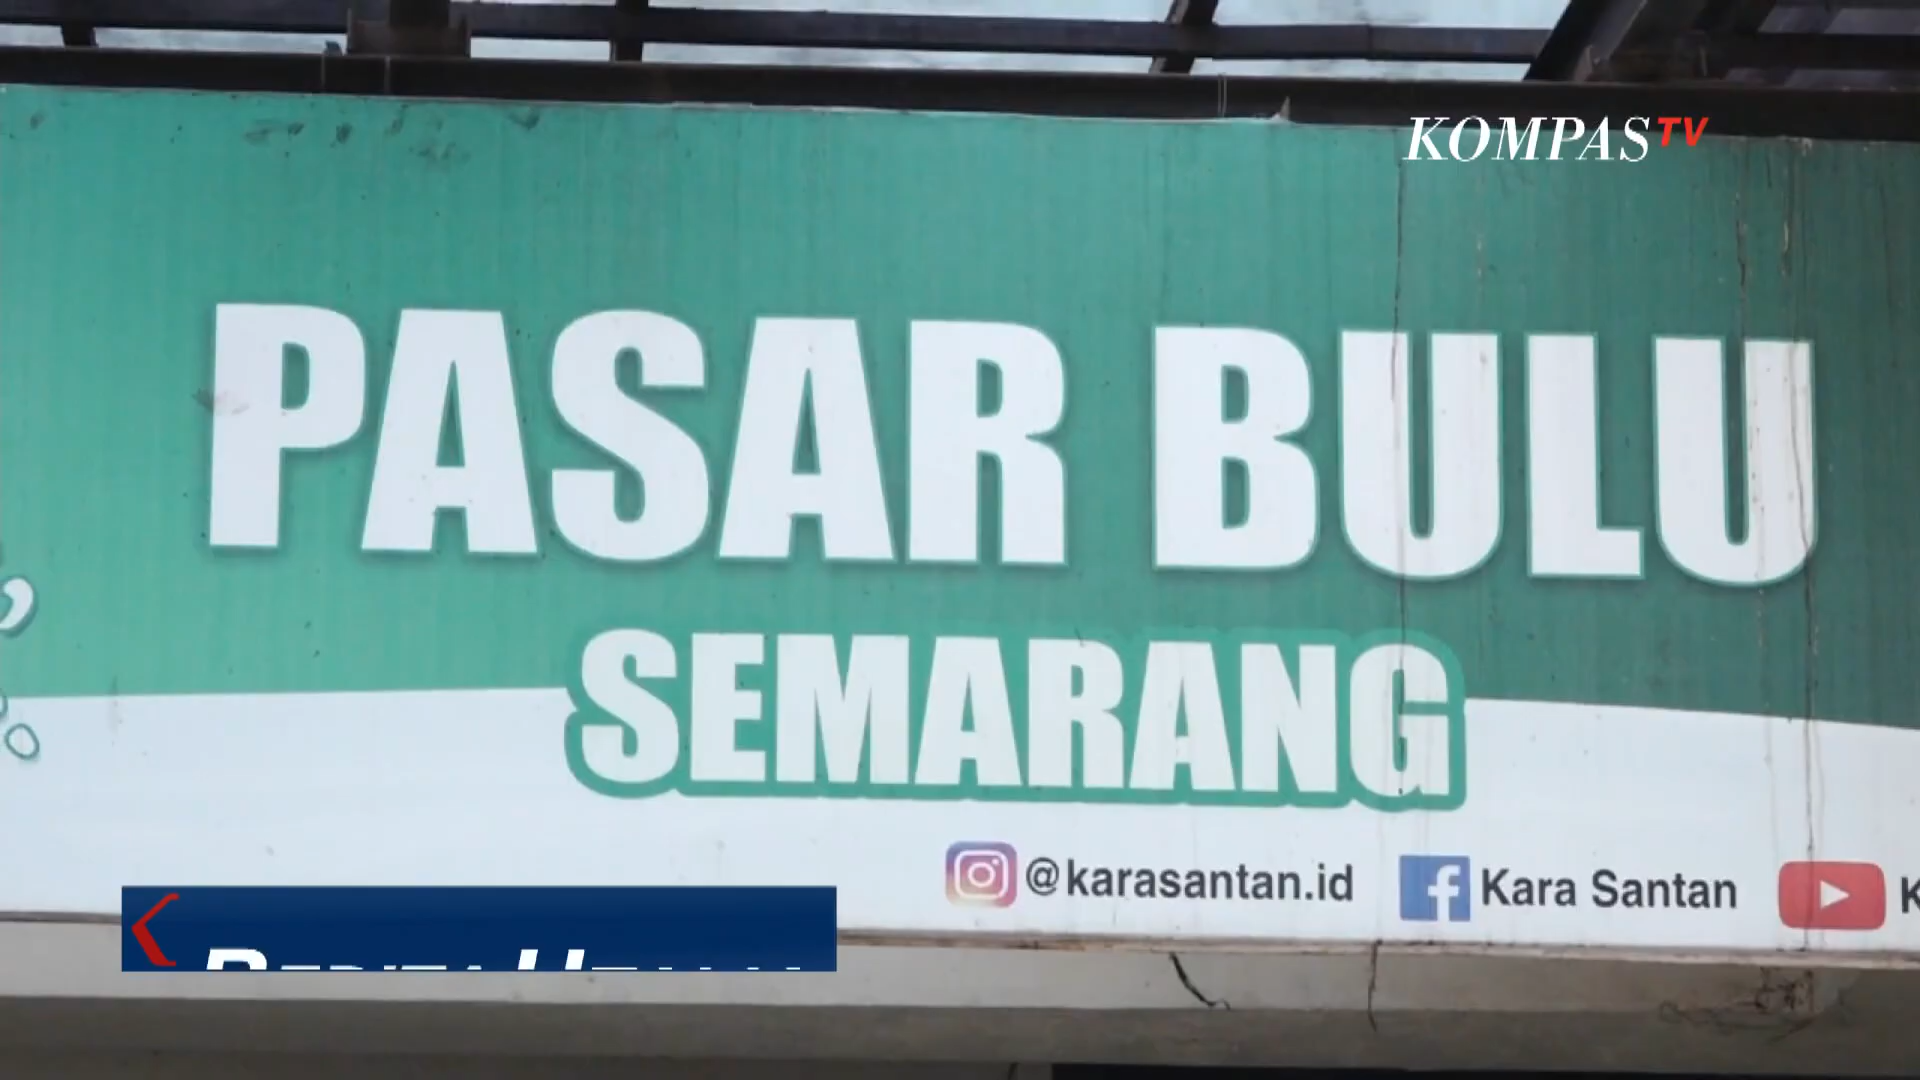 KOMPASTV
PASAR BULU
SEMARANG
@karasantan.id
Kara Santan
K